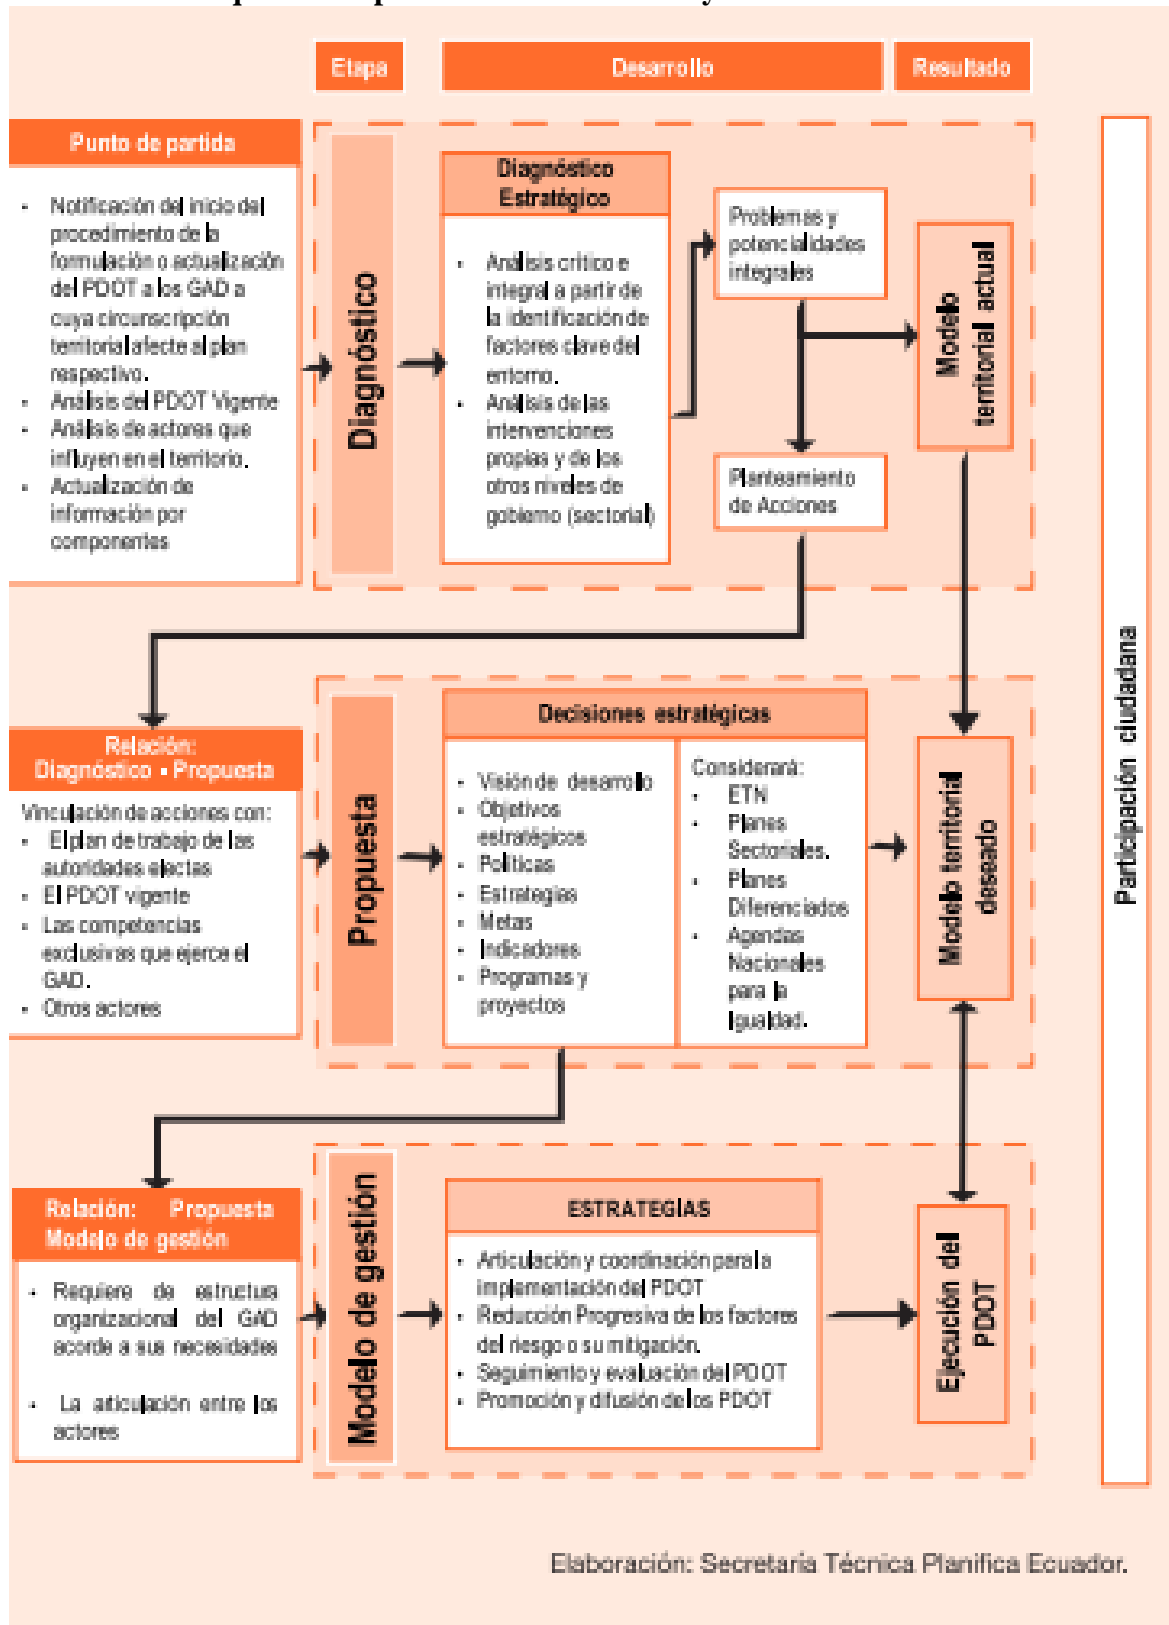 Etapa
Desarrollo
Resultado
Punto de partida
- Notificación del inicio del
procedimiento de la
formulación o actualización
del PDOT a los GAD a
cuya circunscripción
territorial afecte al plan
respectivo.
- Análisis del PDOT Vigente
- Análisis de actores que
influyen en el territorio.
- Actualización de
información por
componentes
Diagnóstico
Diagnóstico
Estratégico
- Análisis crítico e
integral a partir de
la identificación de
factores clave del
entorno.
- Análisis de las
intervenciones
propias y de los
otros niveles de
gobierno (sectorial)
Problemas y
potencialidades
integrales
Planteamiento
de Acciones
Modelo
territorial actual
Relación:
Diagnóstico - Propuesta
Vinculación de acciones con:
- El plan de trabajo de las
autoridades electas
- El PDOT vigente
- Las competencias
exclusivas que ejerce el
GAD.
- Otros actores
Propuesta
Decisiones estratégicas
- Visión de desarrollo
- Objetivos
estratégicos
- Políticas
- Estrategias
- Metas
- Indicadores
- Programas y
proyectos
Considerará:
- ETN
- Planes
Sectoriales.
- Planes
Diferenciados
- Agendas
Nacionales
para la
Igualdad.
Modelo territorial
deseado
Relación: Propuesta
Modelo de gestión
- Requiere de estructura
organizacional del GAD
acorde a sus necesidades
- La articulación entre los
actores
Modelo de gestión
ESTRATEGÍAS
- Articulación y coordinación para la
implementación del PDOT
- Reducción Progresiva de los factores
del riesgo o su mitigación.
- Seguimiento y evaluación del PDOT
- Promoción y difusión de los PDOT
Ejecución del
PDOT
Participación ciudadana
Elaboración: Secretaría Técnica Planifica Ecuador.